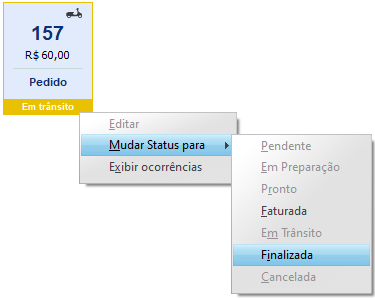 157
R$ 60,00
Pedido
Em trânsito
Editar
Mudar Status para
Exibir ocorrências
Pendente
Em Preparação
Pronto
Faturada
Em Trânsito
Finalizada
Cancelada